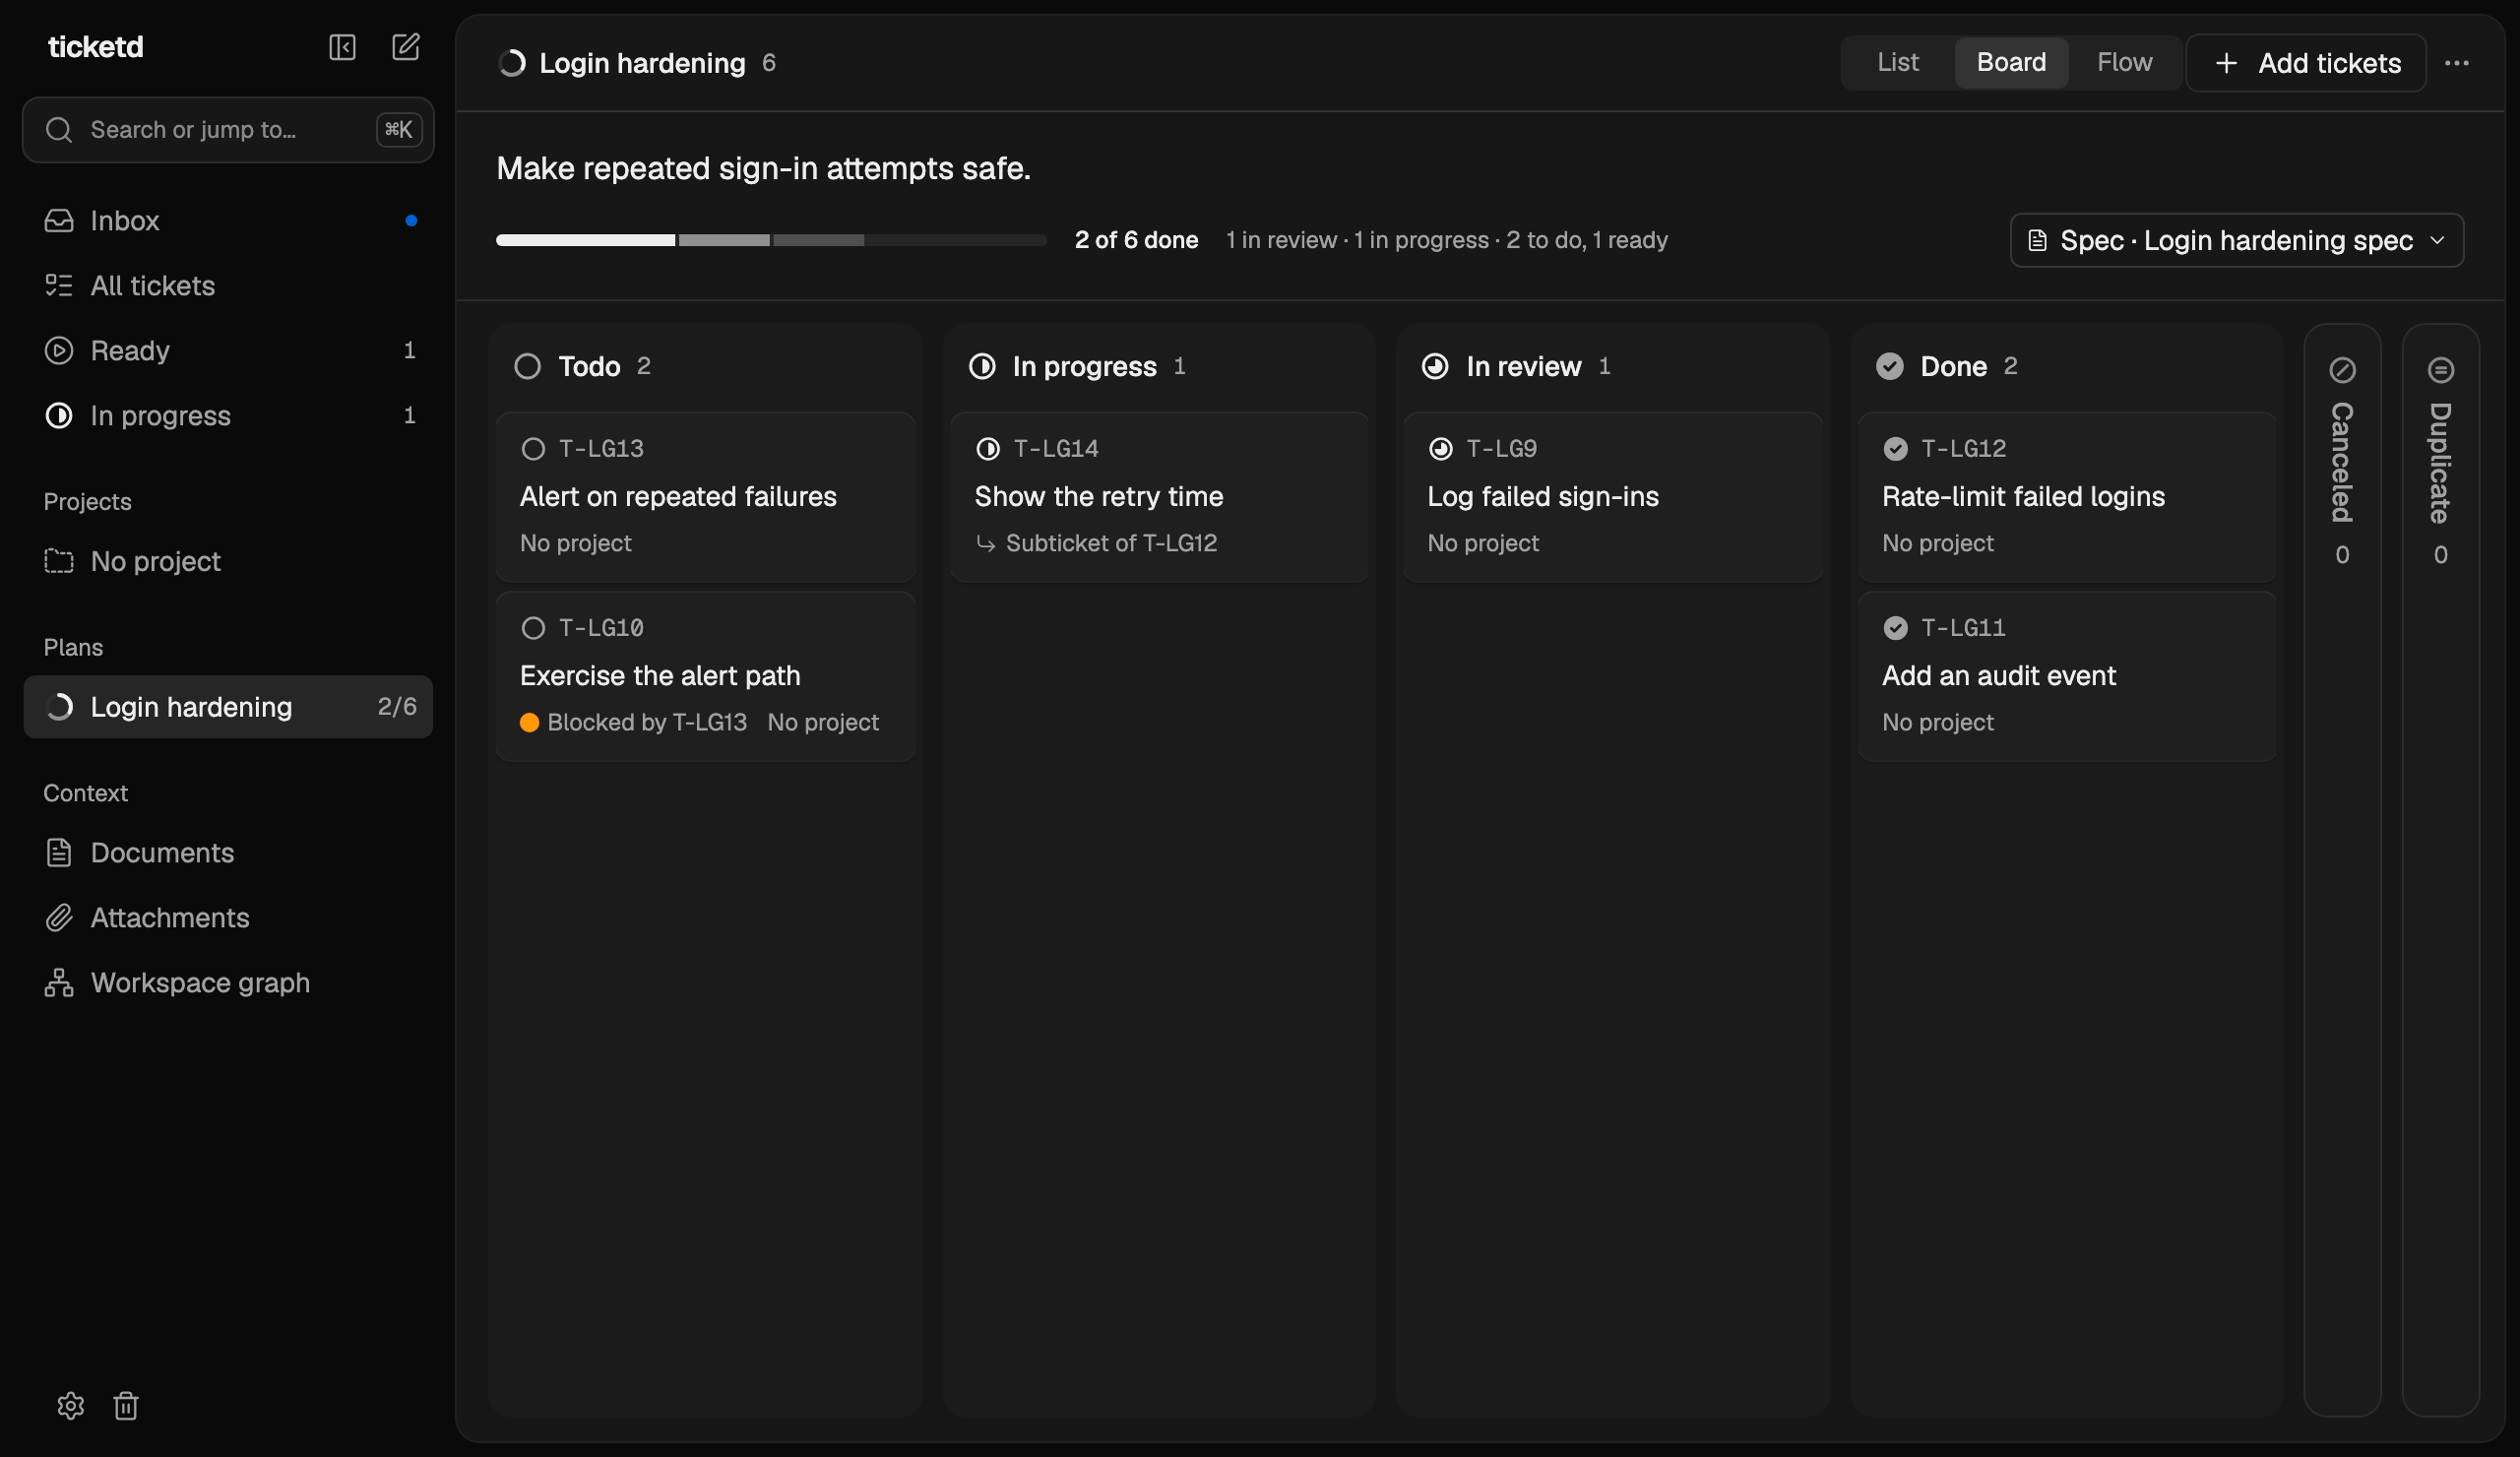 ticketd
Search or jump to... ⌘K
Inbox
All tickets
Ready 1
In progress 1
Projects
No project
Plans
Login hardening 2/6
Context
Documents
Attachments
Workspace graph
Login hardening 6
List Board Flow
Add tickets
Make repeated sign-in attempts safe.
2 of 6 done 1 in review · 1 in progress · 2 to do, 1 ready
Spec · Login hardening spec
Todo 2
T-LG13
Alert on repeated failures
No project
T-LG10
Exercise the alert path
Blocked by T-LG13 No project
In progress 1
T-LG14
Show the retry time
Subticket of T-LG12
In review 1
T-LG9
Log failed sign-ins
No project
Done 2
T-LG12
Rate-limit failed logins
No project
T-LG11
Add an audit event
No project
Canceled 0
Duplicate 0